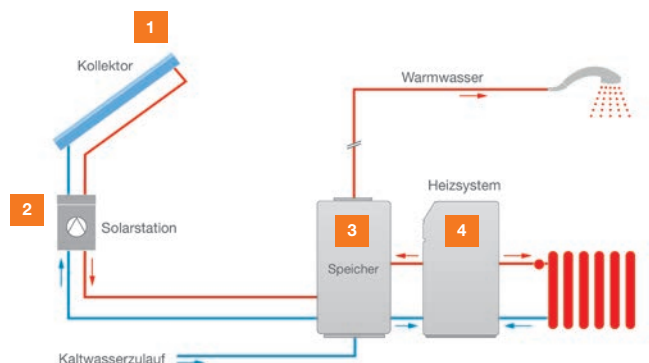 1
Kollektor
Warmwasser
Heizsystem
2
Solarstation
3
4
Speicher
Kaltwasserzulauf